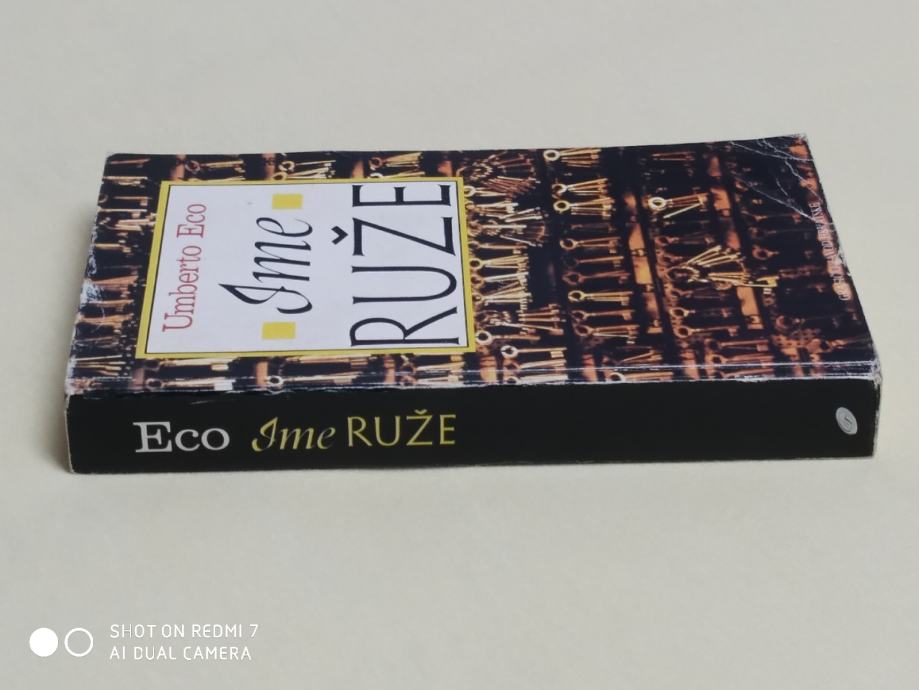 Umberto Eco
Ime
RUŽE
Eco Ime RUŽE
SHOT ON REDMI 7
AI DUAL CAMERA